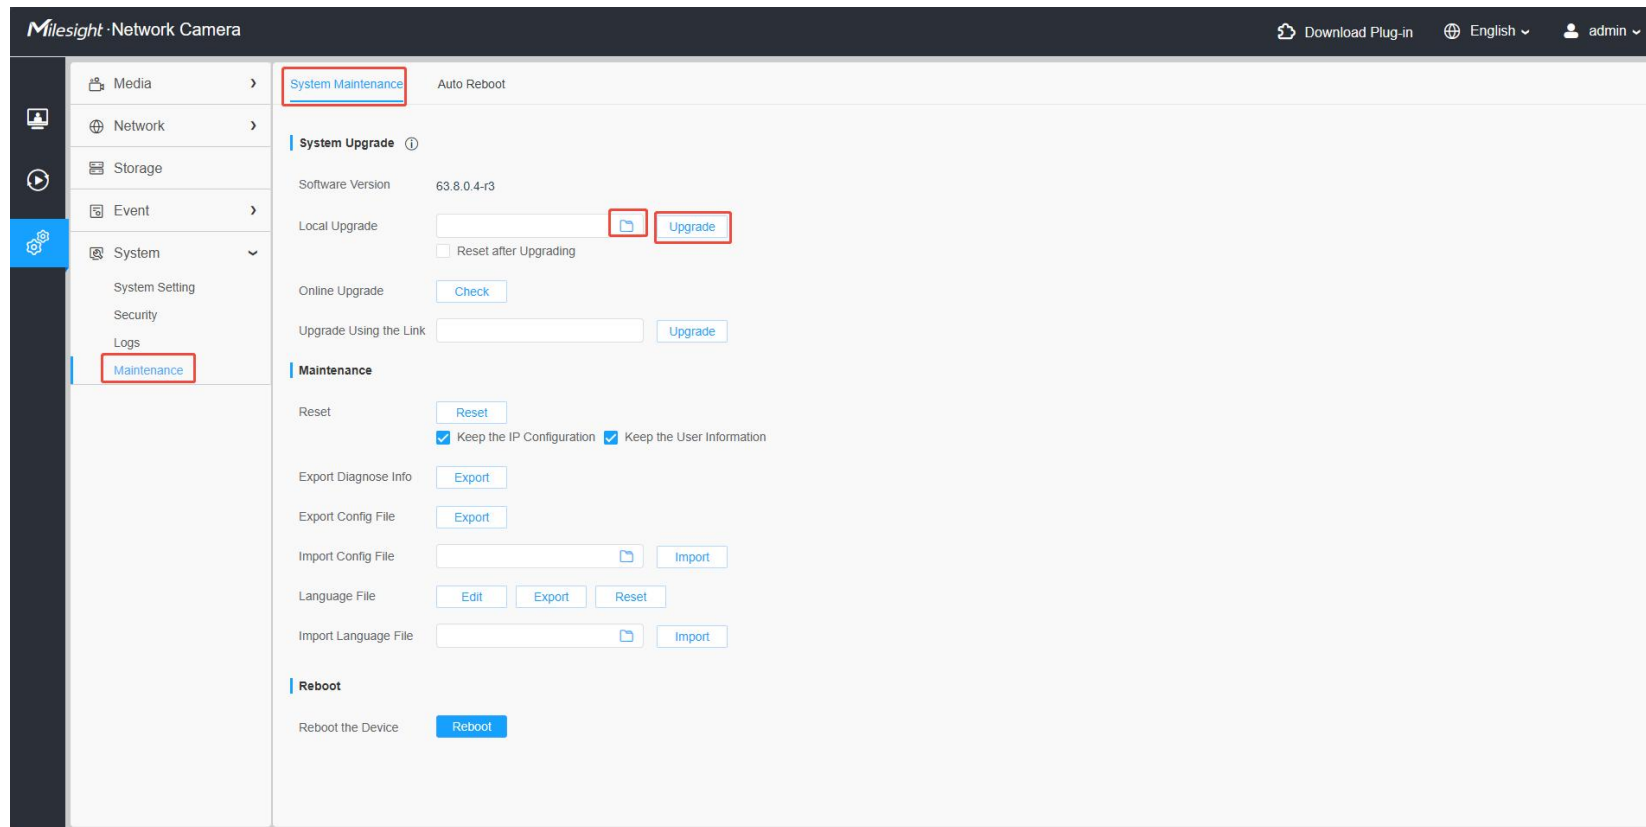 Milesight·Network Camera
Download Plug-in
English
admin
Media
Network
Storage
Event
System
System Setting
Security
Logs
Maintenance
System Maintenance
Auto Reboot
System Upgrade
Software Version 63.8.0.4-r3
Local Upgrade Upgrade
Reset after Upgrading
Online Upgrade Check
Upgrade Using the Link Upgrade
Maintenance
Reset Reset
Keep the IP Configuration Keep the User Information
Export Diagnose Info Export
Export Config File Export
Import Config File Import
Language File Edit Export Reset
Import Language File Import
Reboot
Reboot the Device Reboot